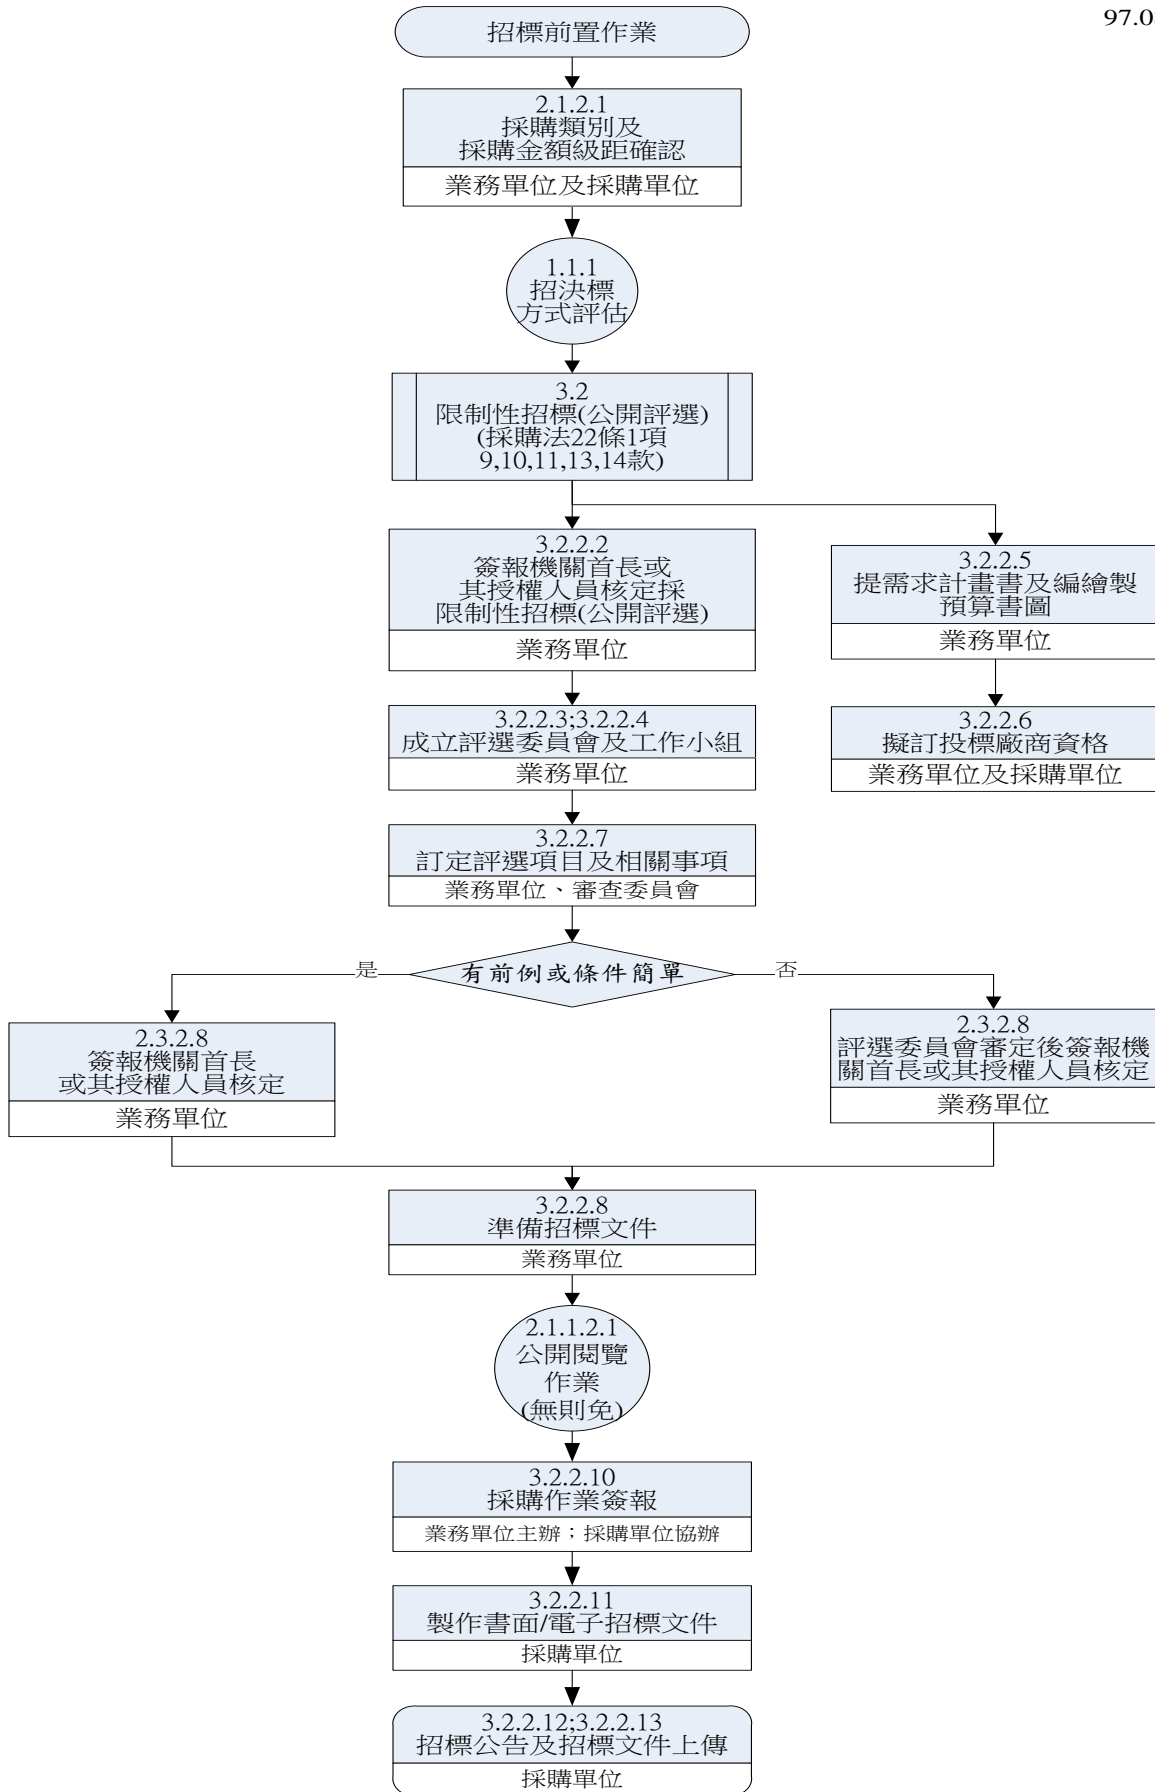 97.0
招標前置作業
2.1.2.1
採購類別及
採購金額級距確認
業務單位及採購單位
1.1.1
招決標
方式評估
3.2
限制性招標(公開評選)
(採購法22條1項
9,10,11,13,14款)
3.2.2.2
簽報機關首長或
其授權人員核定採
限制性招標(公開評選)
業務單位
3.2.2.5
提需求計畫書及編繪製
預算書圖
業務單位
3.2.2.3;3.2.2.4
成立評選委員會及工作小組
業務單位
3.2.2.6
擬訂投標廠商資格
業務單位及採購單位
3.2.2.7
訂定評選項目及相關事項
業務單位、審查委員會
是
有前例或條件簡單
否
2.3.2.8
簽報機關首長
或其授權人員核定
業務單位
2.3.2.8
評選委員會審定後簽報機
關首長或其授權人員核定
業務單位
3.2.2.8
準備招標文件
業務單位
2.1.1.2.1
公開閱覽
作業
(無則免)
3.2.2.10
採購作業簽報
業務單位主辦；採購單位協辦
3.2.2.11
製作書面/電子招標文件
採購單位
3.2.2.12;3.2.2.13
招標公告及招標文件上傳
採購單位